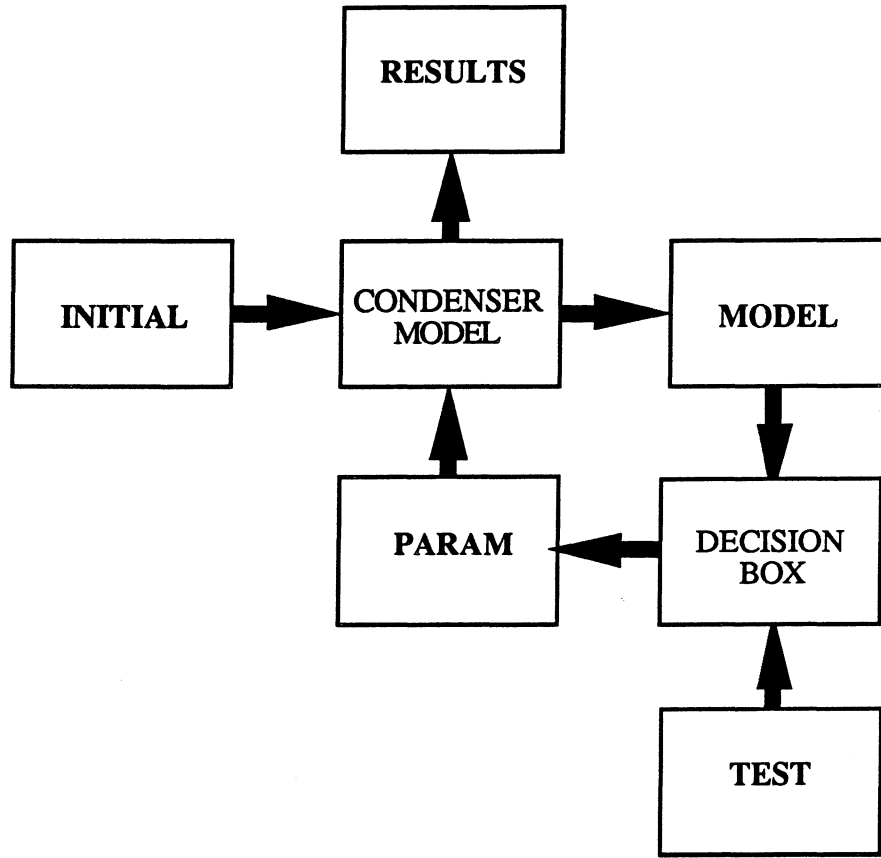 RESULTS
INITIAL
CONDENSER
MODEL
MODEL
PARAM
DECISION
BOX
TEST